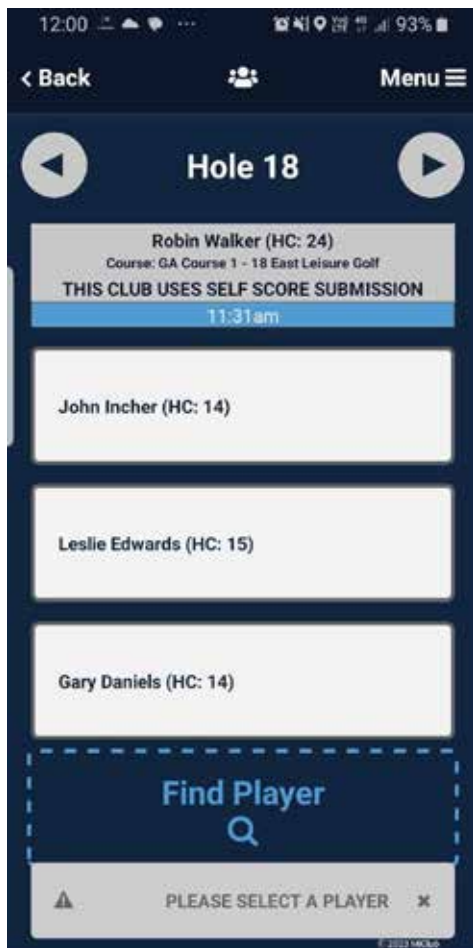 12:00 ... 93%
< Back
Menu
Hole 18
Robin Walker (HC: 24)
Course: GA Course 1 - 18 East Leisure Golf
THIS CLUB USES SELF SCORE SUBMISSION
11:31am
John Incher (HC: 14)
Leslie Edwards (HC: 15)
Gary Daniels (HC: 14)
Find Player
PLEASE SELECT A PLAYER ×
© 2023 MiClub